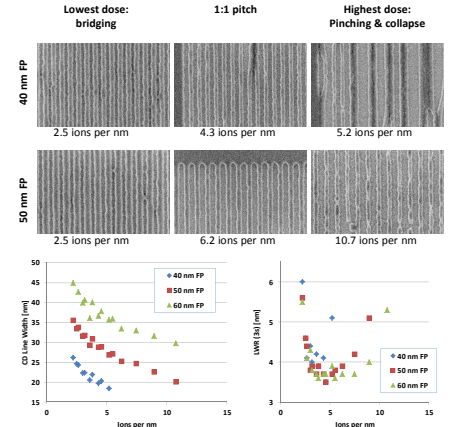 Lowest dose:
bridging
1:1 pitch
Highest dose:
Pinching & collapse
40 nm FP
2.5 ions per nm
4.3 ions per nm
5.2 ions per nm
50 nm FP
2.5 ions per nm
6.2 ions per nm
10.7 ions per nm
CD Line Width [nm]
50
45
40
35
30
25
20
15
0
5
10
15
Ions per nm
40 nm FP
50 nm FP
60 nm FP
LWR [3σ] [nm]
6
5
4
3
0
5
10
15
Ions per nm
40 nm FP
50 nm FP
60 nm FP